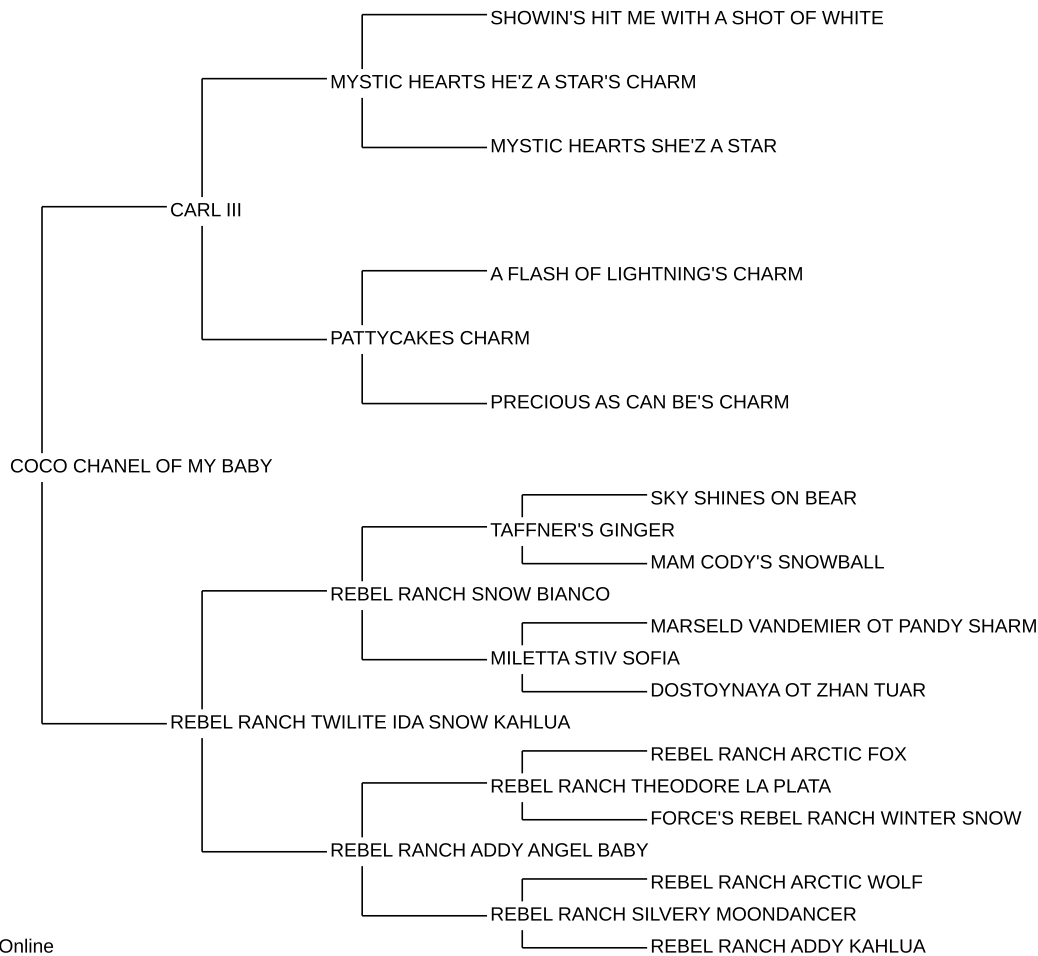 SHOWIN'S HIT ME WITH A SHOT OF WHITE
MYSTIC HEARTS HE'Z A STAR'S CHARM
MYSTIC HEARTS SHE'Z A STAR
CARL III
A FLASH OF LIGHTNING'S CHARM
PATTYCAKES CHARM
PRECIOUS AS CAN BE'S CHARM
COCO CHANEL OF MY BABY
SKY SHINES ON BEAR
TAFFNER'S GINGER
MAM CODY'S SNOWBALL
REBEL RANCH SNOW BIANCO
MARSELD VANDEMIER OT PANDY SHARM
MILETTA STIV SOFIA
DOSTOYNAYA OT ZHAN TUAR
REBEL RANCH TWILITE IDA SNOW KAHLUA
REBEL RANCH ARCTIC FOX
REBEL RANCH THEODORE LA PLATA
FORCE'S REBEL RANCH WINTER SNOW
REBEL RANCH ADDY ANGEL BABY
REBEL RANCH ARCTIC WOLF
REBEL RANCH SILVERY MOONDANCER
REBEL RANCH ADDY KAHLUA
Online